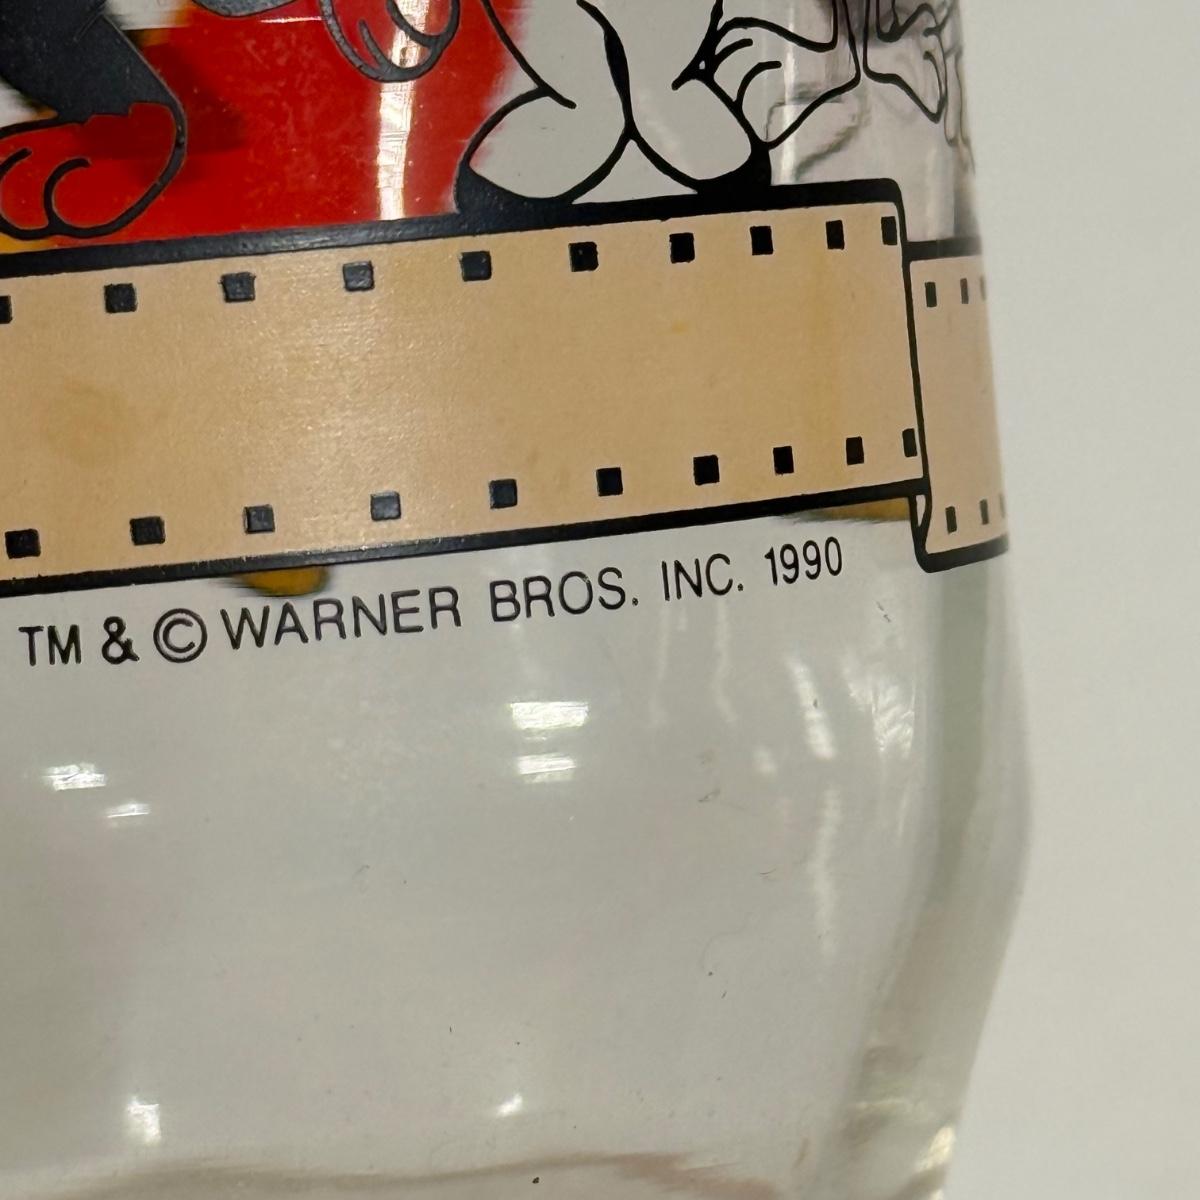 TM & © WARNER BROS. INC. 1990